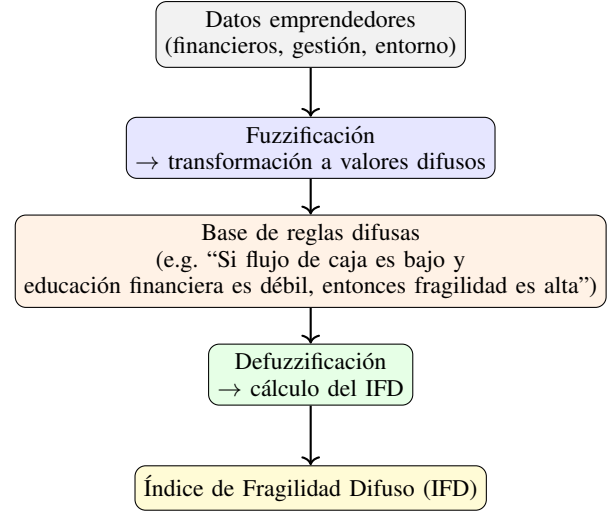 Datos emprendedores
(financieros, gestión, entorno)
Fuzzificación
→ transformación a valores difusos
Base de reglas difusas
(e.g. “Si flujo de caja es bajo y
educación financiera es débil, entonces fragilidad es alta”)
Defuzzificación
→ cálculo del IFD
Índice de Fragilidad Difuso (IFD)